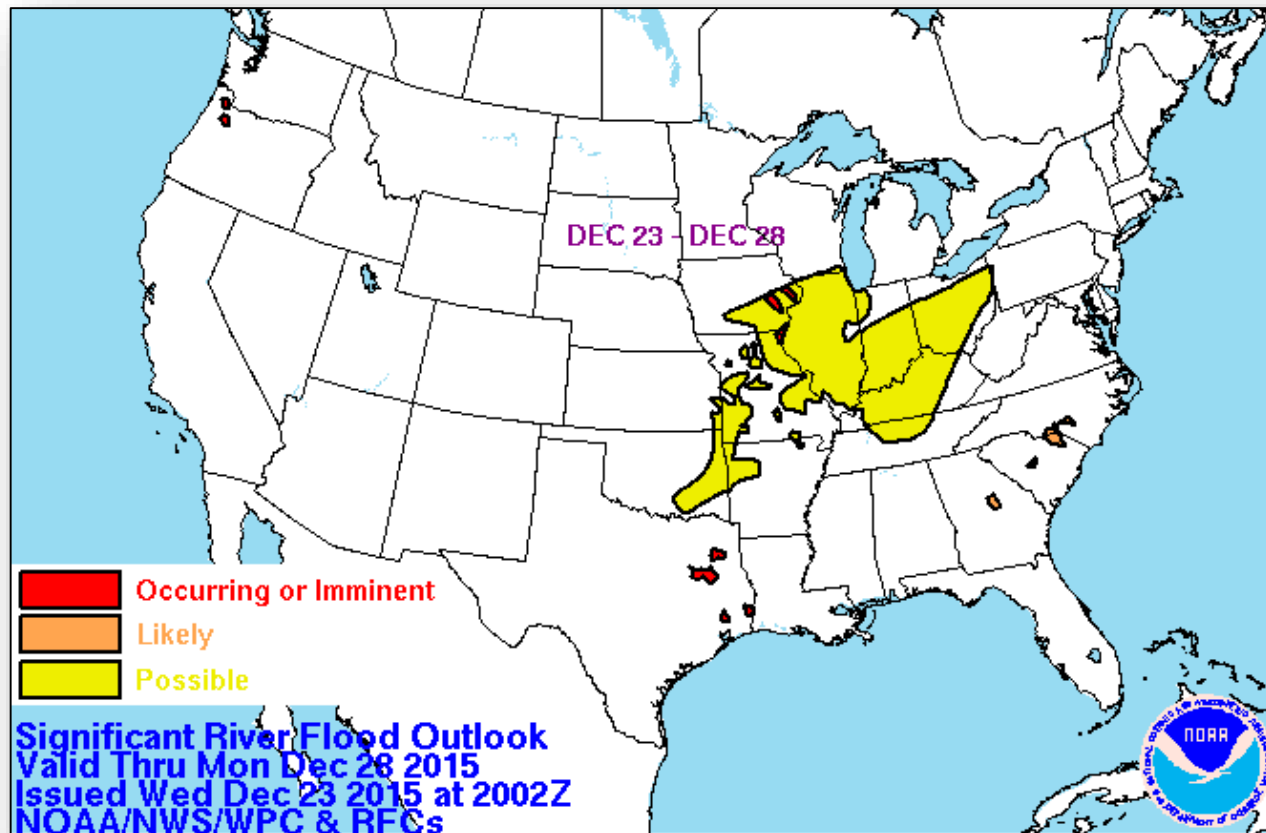 DEC 23 - DEC 28
Occurring or Imminent
Likely
Possible
Significant River Flood Outlook
Valid Thru Mon Dec 28 2015
Issued Wed Dec 23 2015 at 2002Z
NOAA/NWS/WPC & RFCs
NOAA